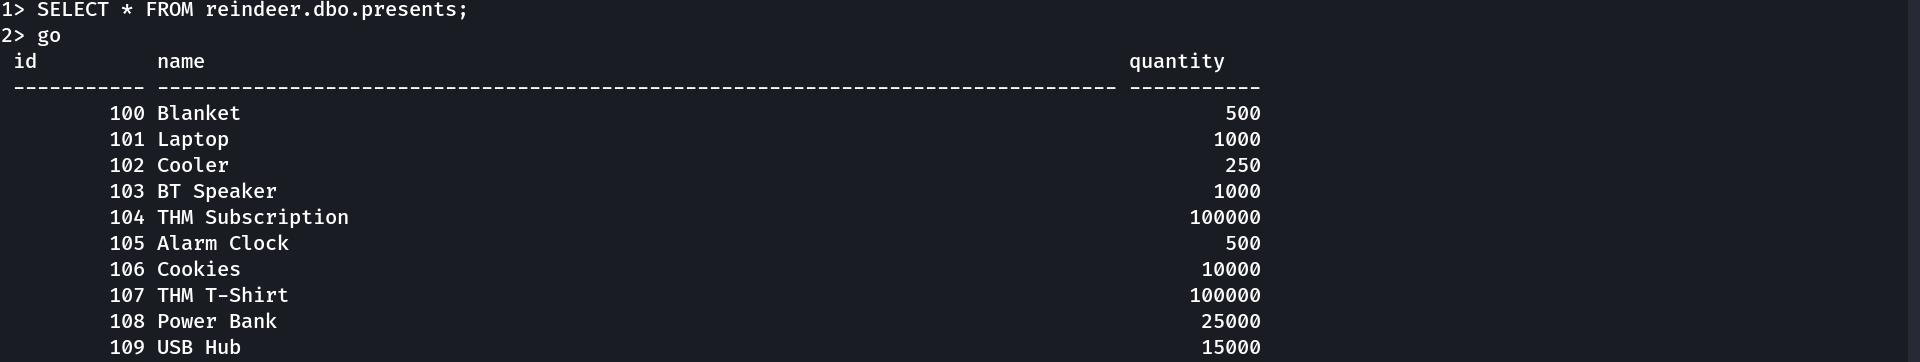 1> SELECT * FROM reindeer.dbo.presents;
2> go
id          name                                                                             quantity
----------- -------------------------------------------------------------------------------- -----------
        100 Blanket                                                                                  500
        101 Laptop                                                                                  1000
        102 Cooler                                                                                   250
        103 BT Speaker                                                                              1000
        104 THM Subscription                                                                      100000
        105 Alarm Clock                                                                              500
        106 Cookies                                                                                10000
        107 THM T-Shirt                                                                           100000
        108 Power Bank                                                                             25000
        109 USB Hub                                                                                15000